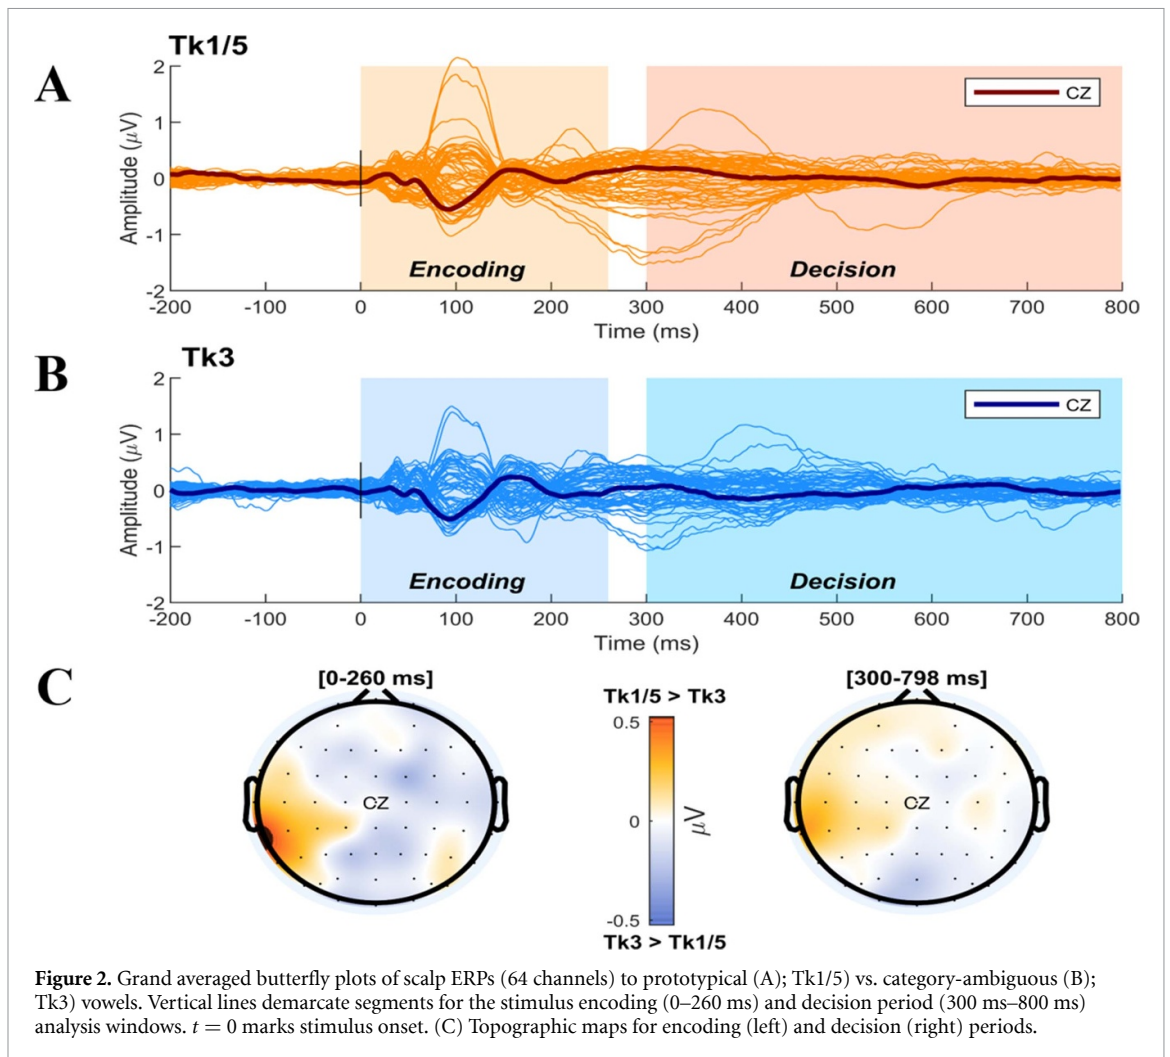 Tk1/5
A
2
1
0
-1
-2
Amplitude (μV)
CZ
Encoding
Decision
-200 -100 0 100 200 300 400 500 600 700 800
Time (ms)
B
Tk3
2
1
0
-1
-2
Amplitude (μV)
CZ
Encoding
Decision
-200 -100 0 100 200 300 400 500 600 700 800
Time (ms)
C
[0-260 ms]
CZ
Tk1/5 > Tk3
0.5
0
-0.5
μV
Tk3 > Tk1/5
[300-798 ms]
CZ
Figure 2. Grand averaged butterfly plots of scalp ERPs (64 channels) to prototypical (A); Tk1/5) vs. category-ambiguous (B);
Tk3) vowels. Vertical lines demarcate segments for the stimulus encoding (0–260 ms) and decision period (300 ms–800 ms)
analysis windows. t = 0 marks stimulus onset. (C) Topographic maps for encoding (left) and decision (right) periods.